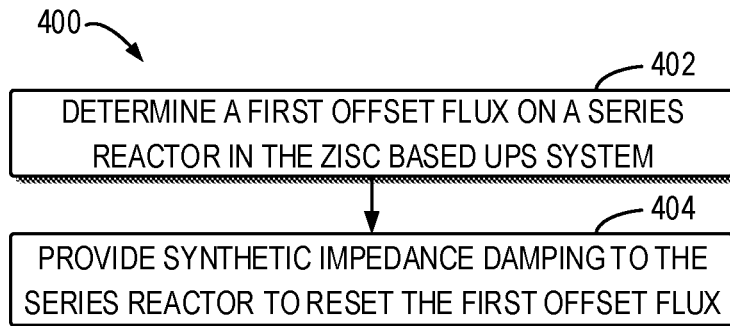 400
402
DETERMINE A FIRST OFFSET FLUX ON A SERIES
REACTOR IN THE ZISC BASED UPS SYSTEM
404
PROVIDE SYNTHETIC IMPEDANCE DAMPING TO THE
SERIES REACTOR TO RESET THE FIRST OFFSET FLUX